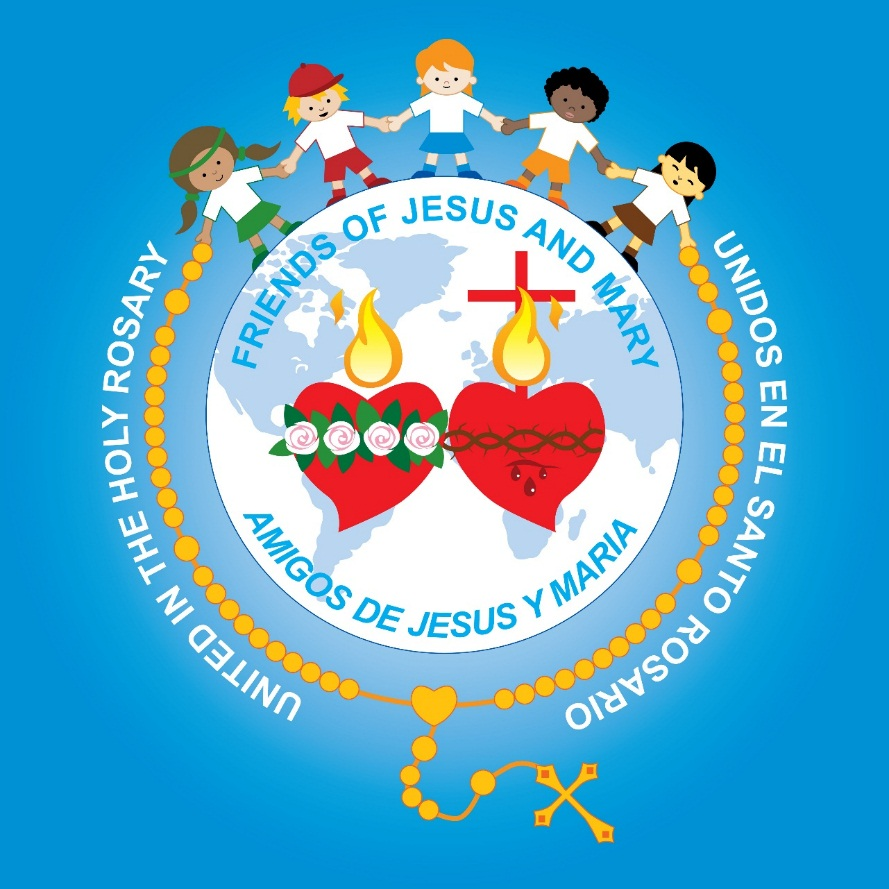 FRIENDS OF JESUS AND MARY
AMIGOS DE JESUS Y MARIA
UNITED IN THE HOLY ROSARY
UNIDOS EN EL SANTO ROSARIO